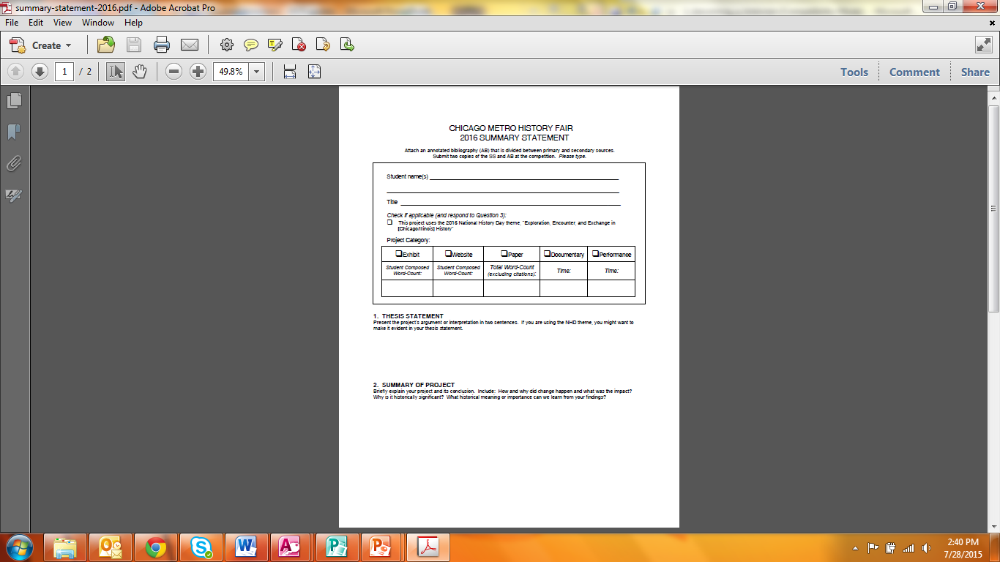 summary-statement-2016.pdf - Adobe Acrobat Pro
File Edit View Window Help
Create
1 / 2 49.8% Tools Comment Share
CHICAGO METRO HISTORY FAIR
2016 SUMMARY STATEMENT
Attach an annotated bibliography (AB) that is divided between primary and secondary sources.
Submit two copies of the SS and AB at the competition. Please type.
Student name(s)
Title
Check if applicable (and respond to Question 3):
❏ This project uses the 2016 National History Day theme, "Exploration, Encounter, and Exchange in
[Chicago/Illinois] History"
Project Category:
❏Exhibit ❏Website ❏Paper ❏Documentary ❏Performance
Student Composed Student Composed Total Word-Count Time: Time:
Word-Count: Word-Count: (excluding citations):
1. THESIS STATEMENT
Present the project's argument or interpretation in two sentences. If you are using the NHD theme, you might want to
make it evident in your thesis statement.
2. SUMMARY OF PROJECT
Briefly explain your project and its conclusion. Include: How and why did change happen and what was the impact?
Why is it historically significant? What historical meaning or importance can we learn from your findings?
2:40 PM
7/28/2015